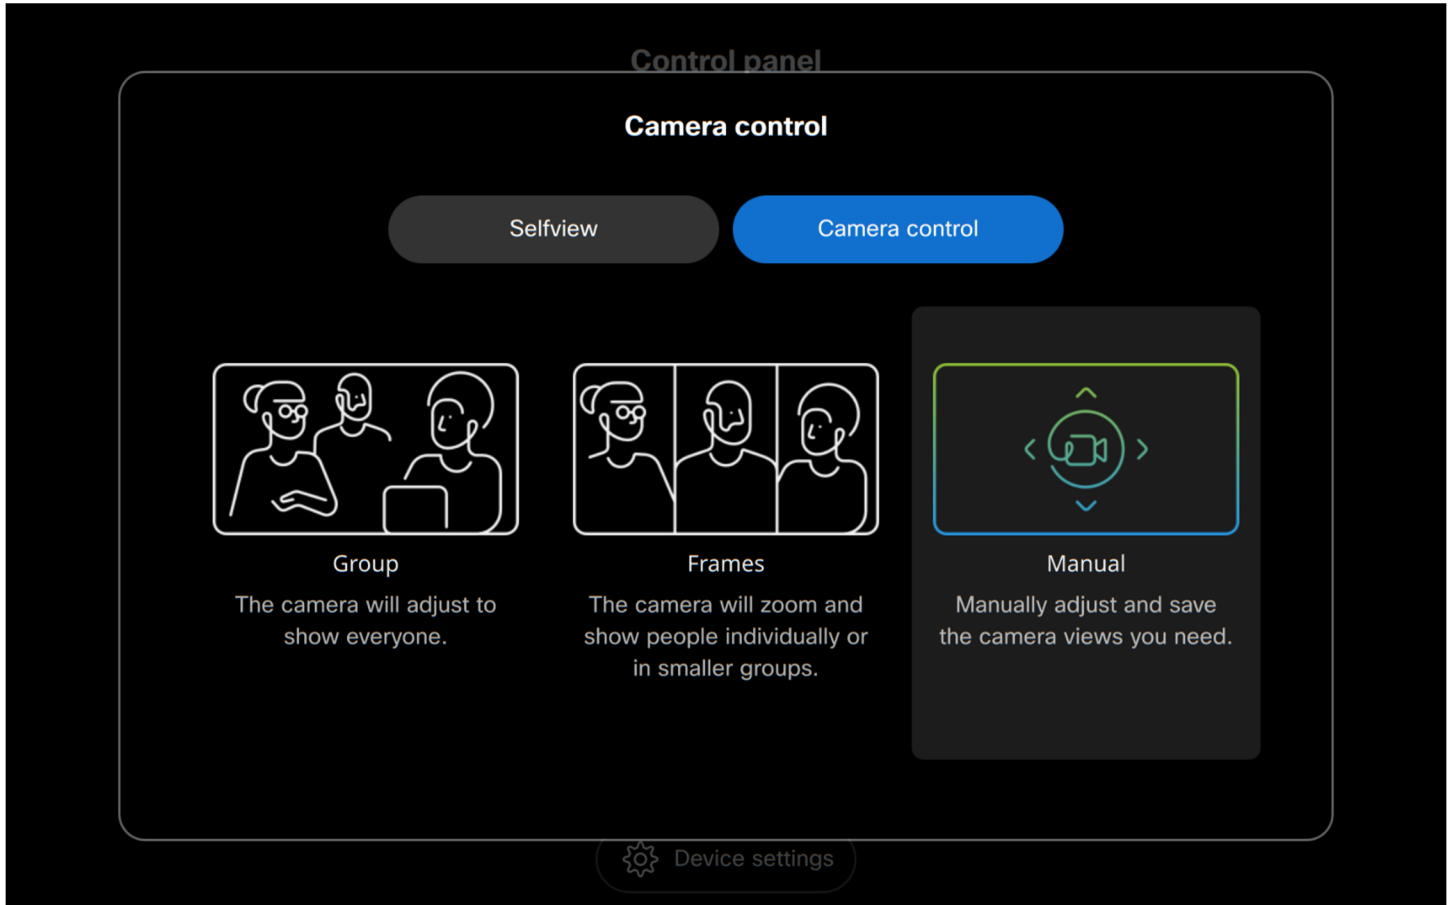 Control panel
Camera control
Selfview
Camera control
Group
The camera will adjust to
show everyone.
Frames
The camera will zoom and
show people individually or
in smaller groups.
Manual
Manually adjust and save
the camera views you need.
Device settings